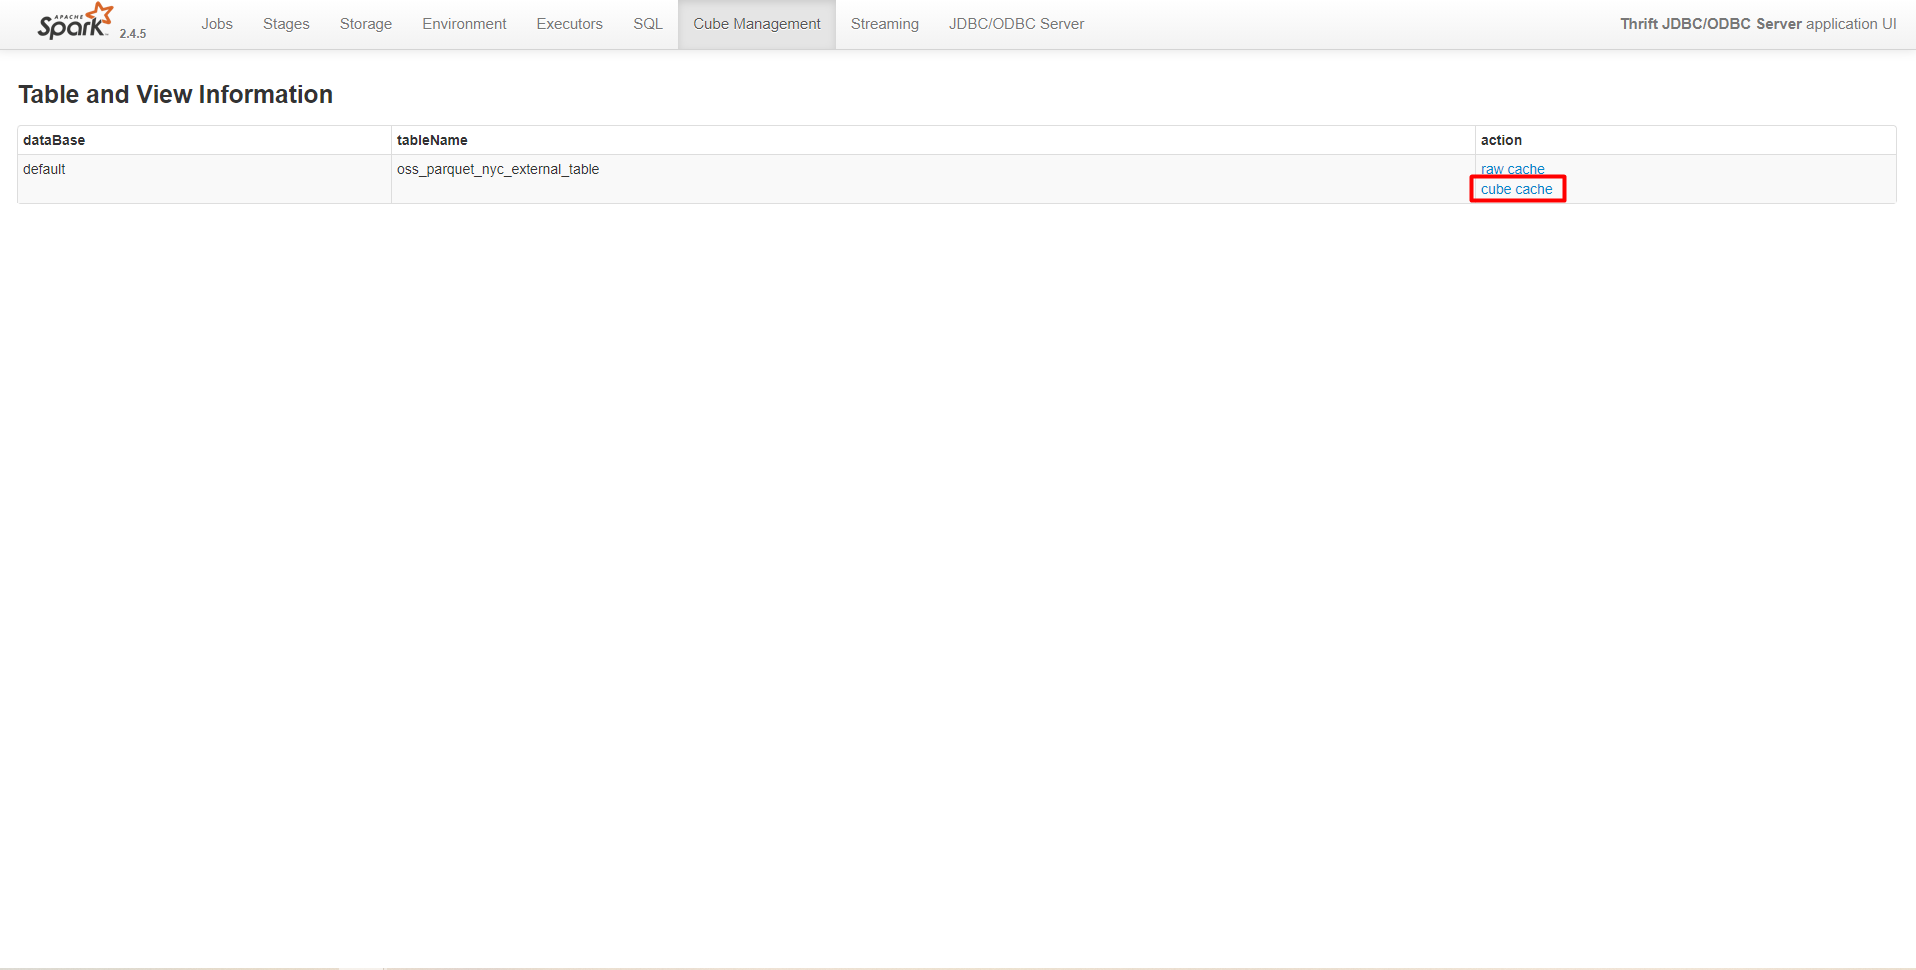 APACHE
Spark 2.4.5 Jobs Stages Storage Environment Executors SQL Cube Management Streaming JDBC/ODBC Server Thrift JDBC/ODBC Server application UI
Table and View Information
dataBase tableName action
default oss_parquet_nyc_external_table raw cache
cube cache